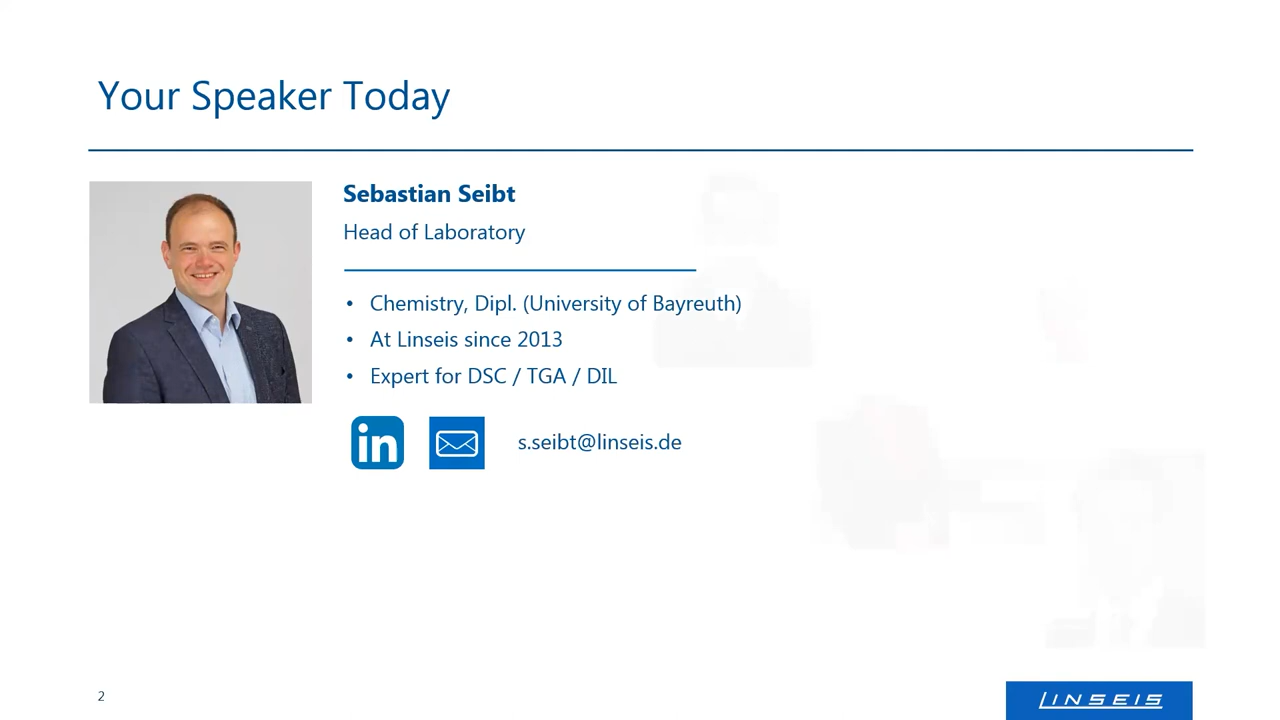 Your Speaker Today
Sebastian Seibt
Head of Laboratory
• Chemistry, Dipl. (University of Bayreuth)
• At Linseis since 2013
• Expert for DSC / TGA / DIL
in
s.seibt@linseis.de
2
LINSEIS